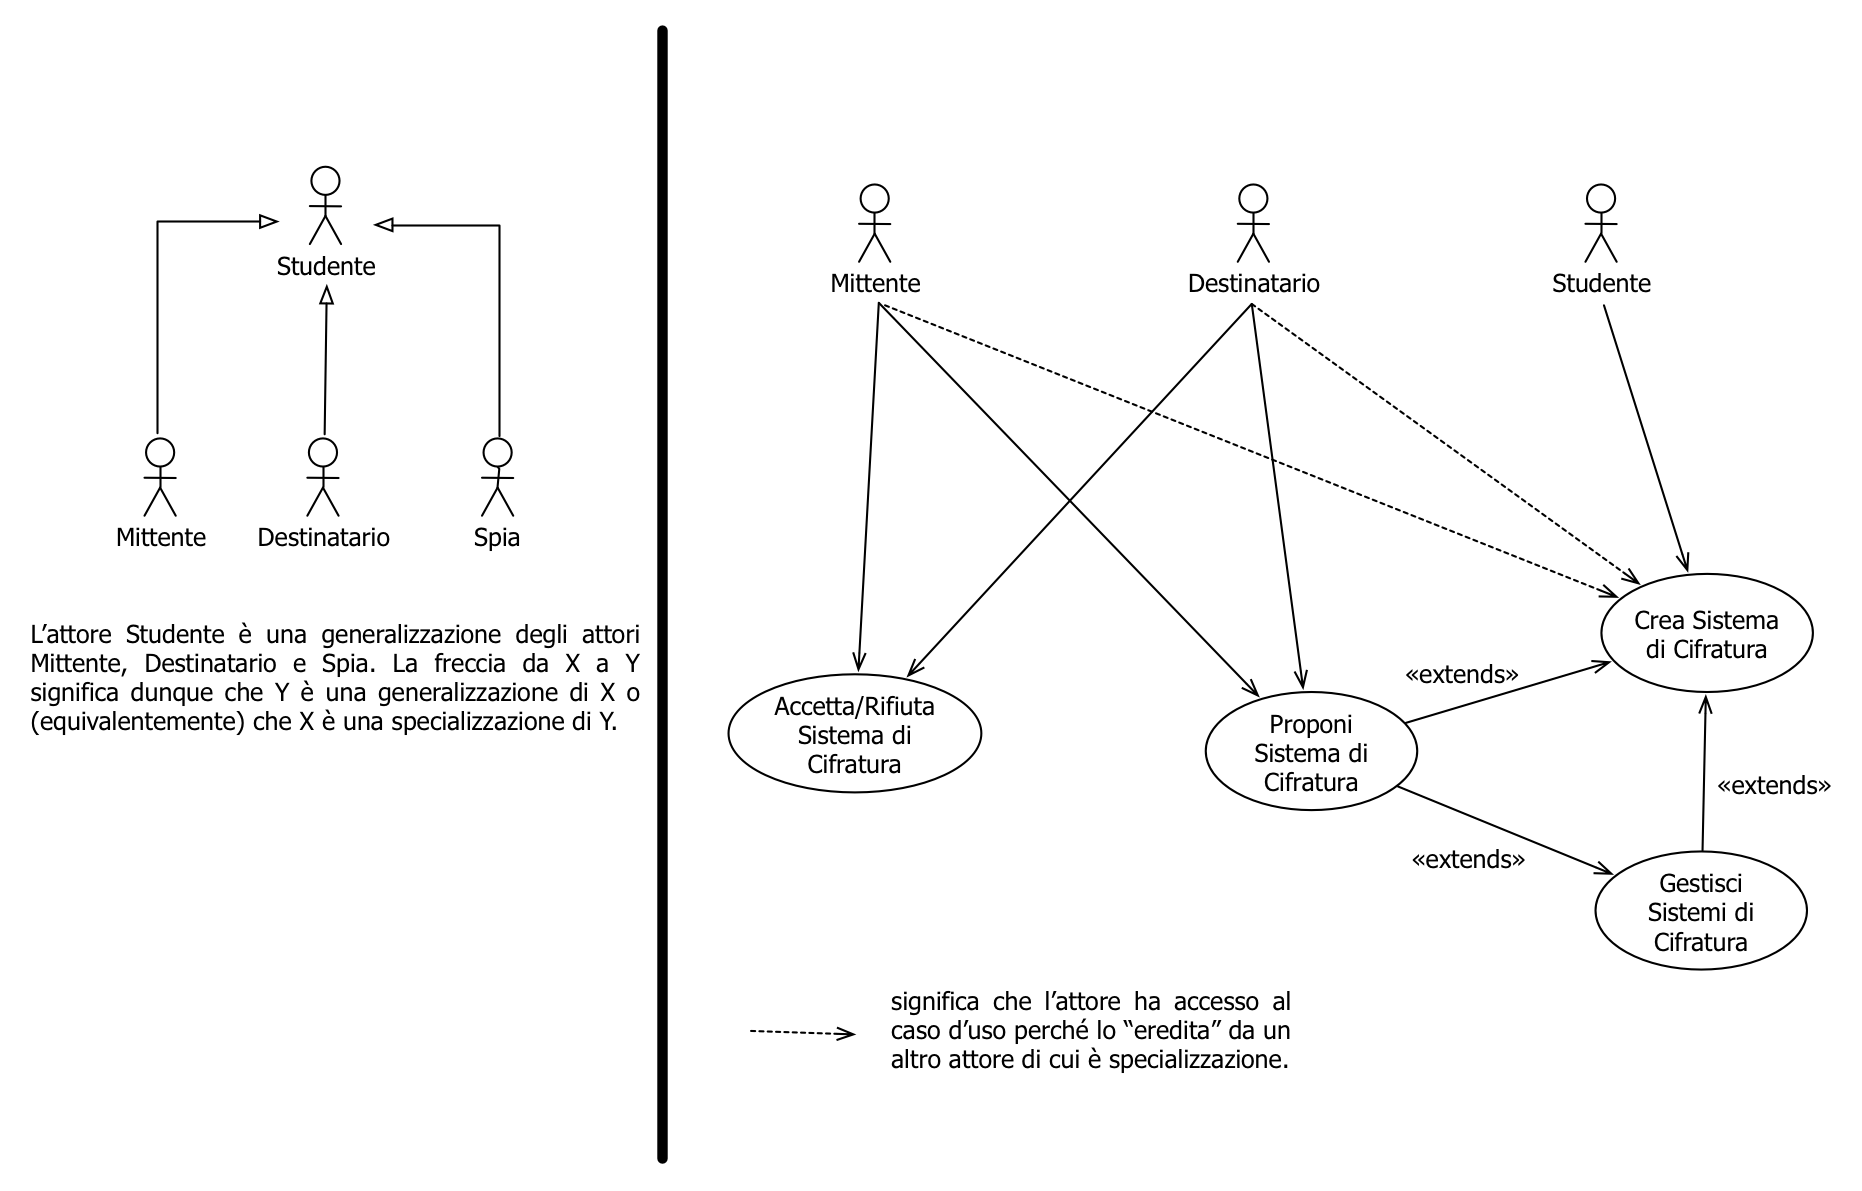 Studente
Mittente
Destinatario
Spia
L’attore Studente è una generalizzazione degli attori
Mittente, Destinatario e Spia. La freccia da X a Y
significa dunque che Y è una generalizzazione di X o
(equivalentemente) che X è una specializzazione di Y.
Mittente
Destinatario
Studente
Crea Sistema
di Cifratura
«extends»
Accetta/Rifiuta
Sistema di
Cifratura
Proponi
Sistema di
Cifratura
«extends»
«extends»
Gestisci
Sistemi di
Cifratura
significa che l’attore ha accesso al
caso d’uso perché lo “eredita” da un
altro attore di cui è specializzazione.